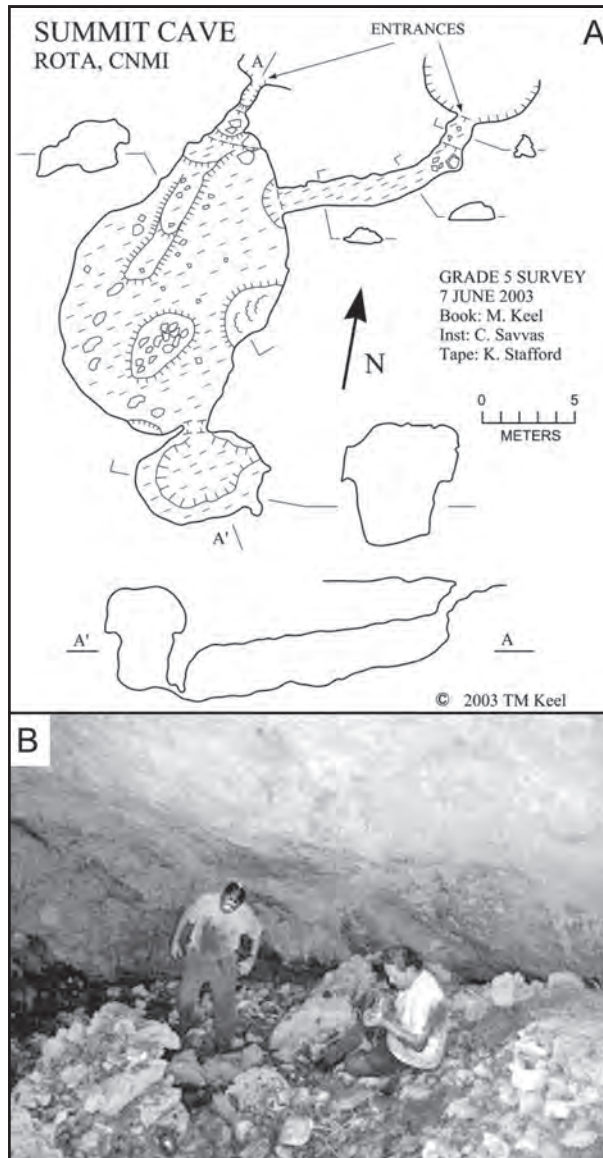 SUMMIT CAVE
ROTA, CNMI
ENTRANCES
A
A
GRADE 5 SURVEY
7 JUNE 2003
Book: M. Keel
Inst: C. Savvas
Tape: K. Stafford
N
0 5
METERS
A'
A' A
© 2003 TM Keel
B